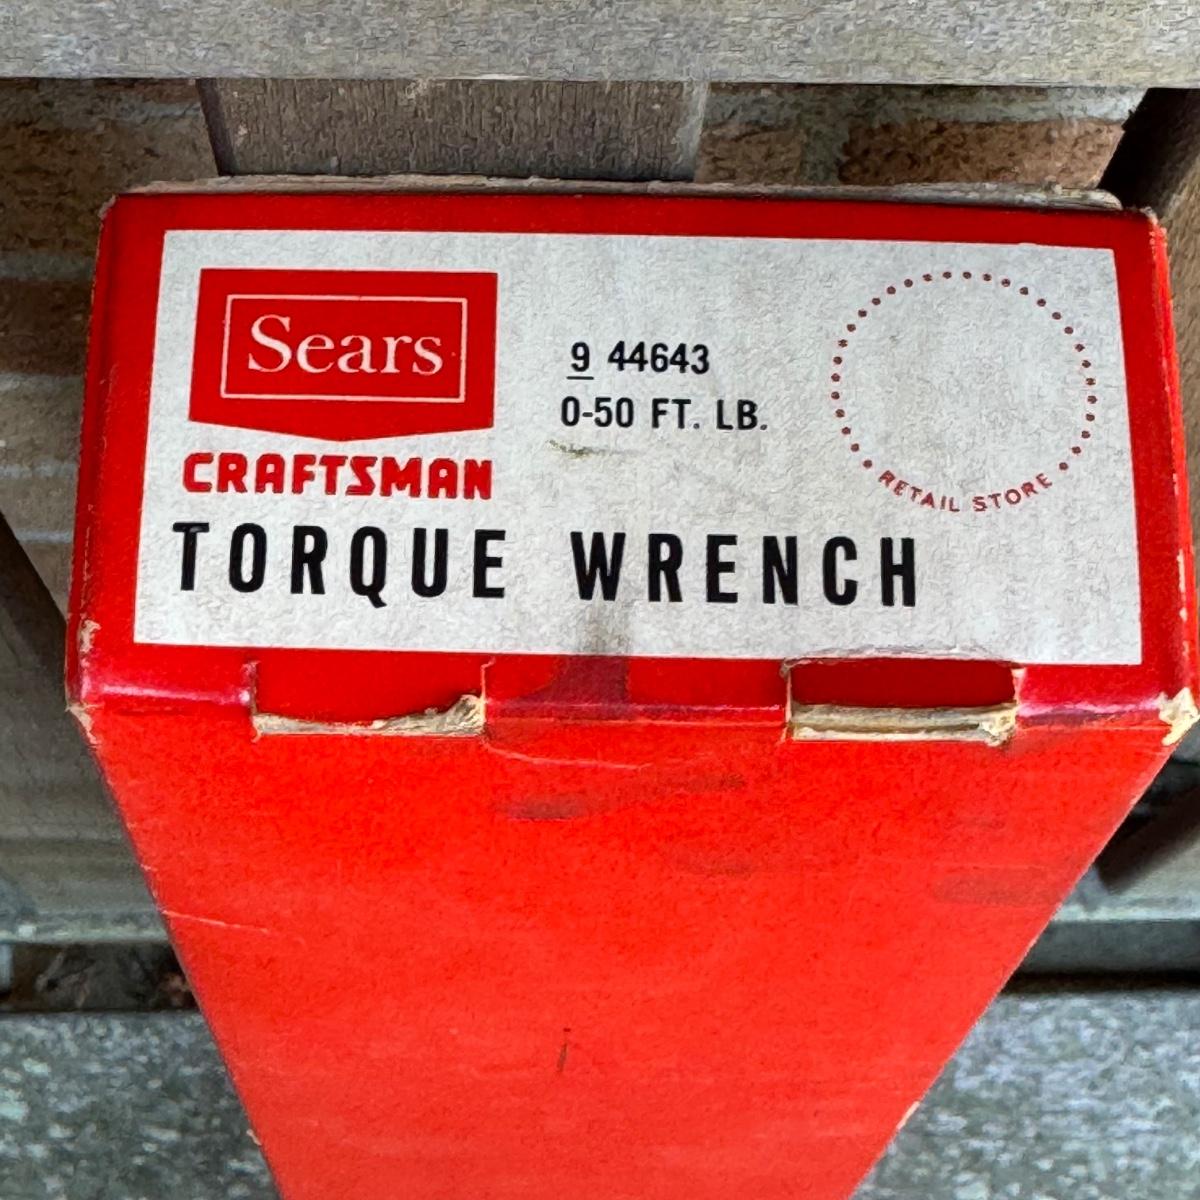 Sears
CRAFTSMAN
9 44643
0-50 FT. LB.
RETAIL STORE
TORQUE WRENCH